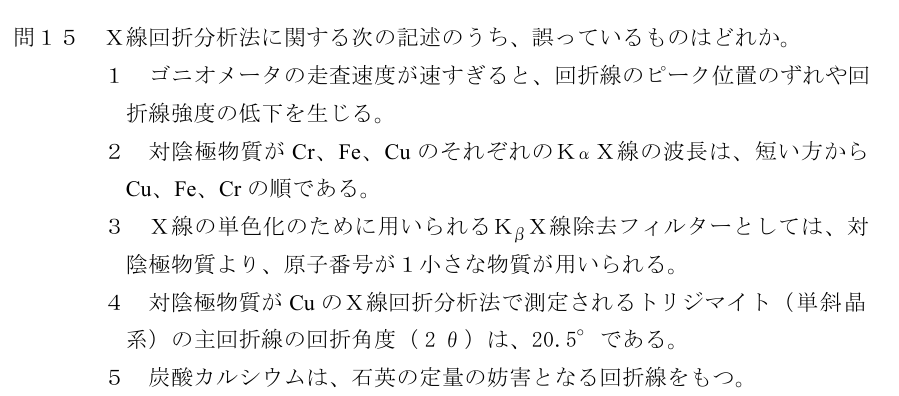 問１５　Ｘ線回折分析法に関する次の記述のうち、誤っているものはどれか。
１　ゴニオメータの走査速度が速すぎると、回折線のピーク位置のずれや回
折線強度の低下を生じる。
２　対陰極物質が Cr、Fe、Cu のそれぞれのＫα Ｘ線の波長は、短い方から
Cu、Fe、Cr の順である。
３　Ｘ線の単色化のために用いられるＫβＸ線除去フィルターとしては、対
陰極物質より、原子番号が１小さな物質が用いられる。
４　対陰極物質が Cu のＸ線回折分析法で測定されるトリジマイト（単斜晶
系）の主回折線の回折角度（２θ）は、20.5° である。
５　炭酸カルシウムは、石英の定量の妨害となる回折線をもつ。